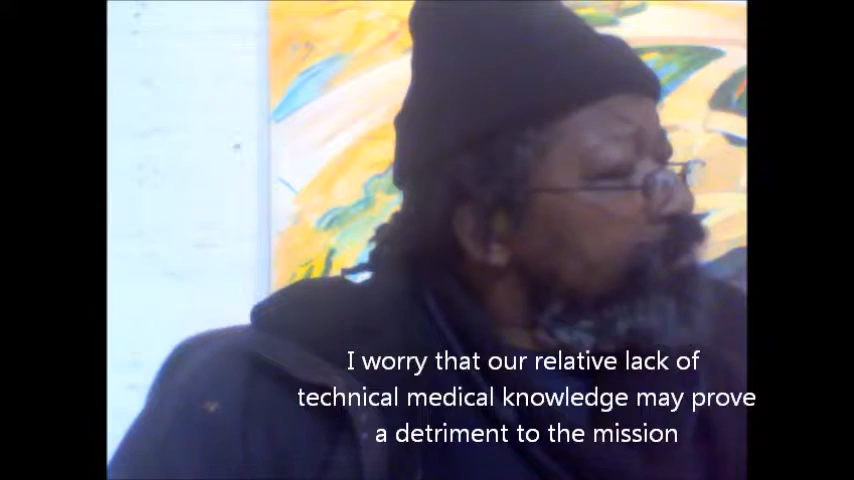 I worry that our relative lack of
technical medical knowledge may prove
a detriment to the mission